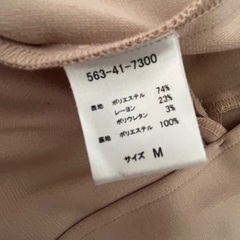 563-41-7300
表地 ポリエステル 74%
レーヨン 23%
ポリウレタン 3%
裏地 ポリエステル 100%
サイズ M